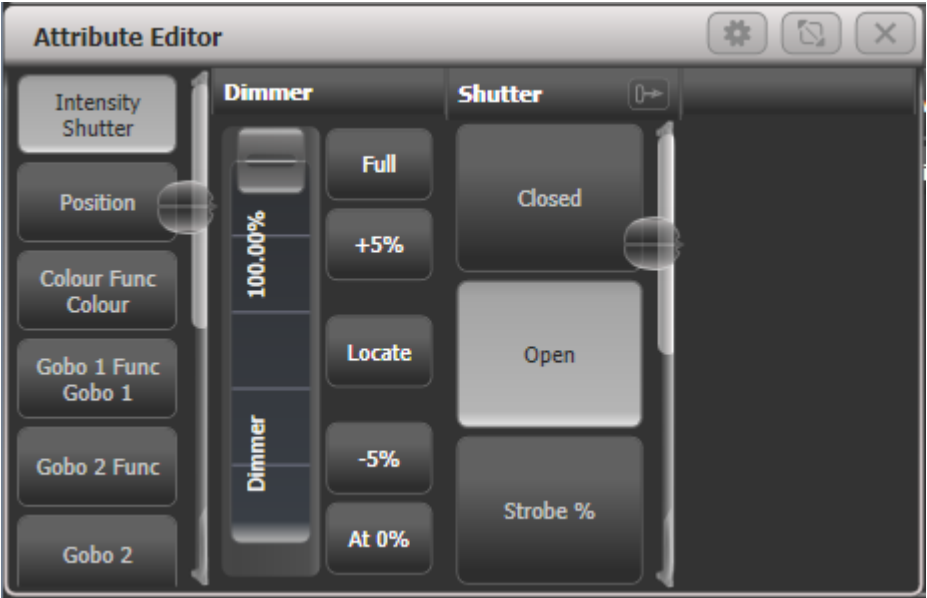 Attribute Editor
Intensity
Shutter
Position
Colour Func
Colour
Gobo 1 Func
Gobo 1
Gobo 2 Func
Gobo 2
Dimmer
100.00%
Dimmer
Full
+5%
Locate
-5%
At 0%
Shutter
Closed
Open
Strobe %